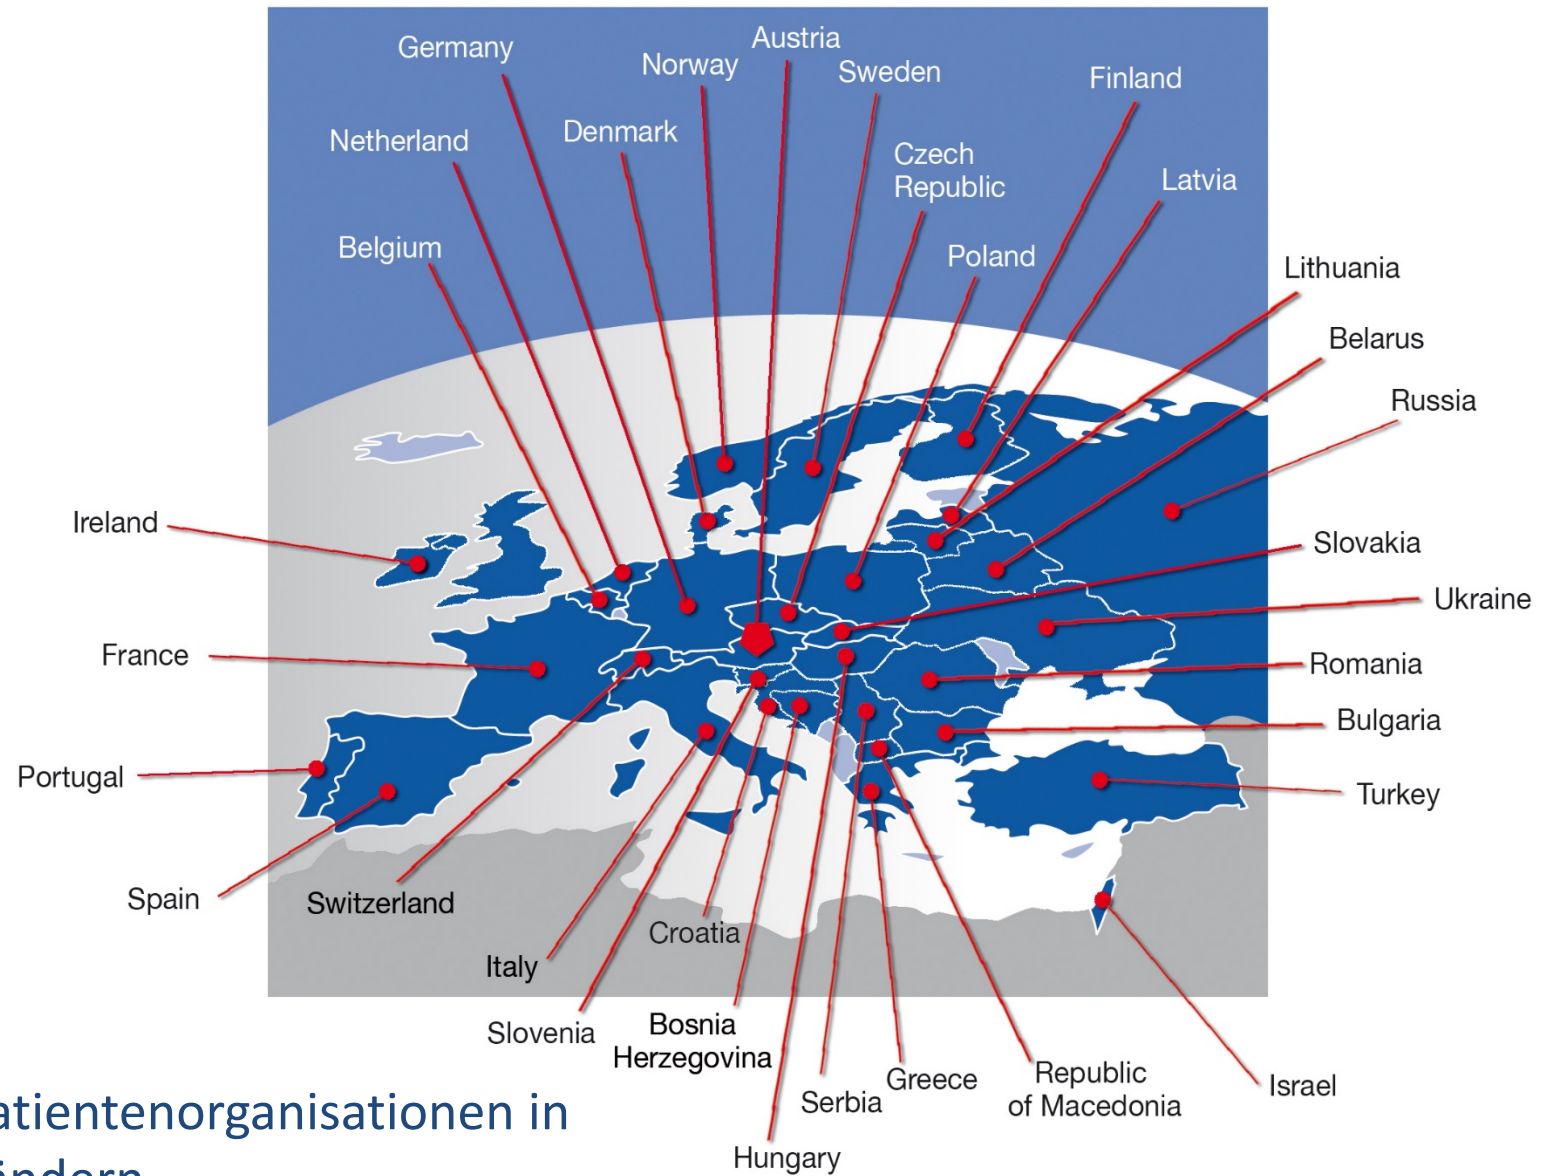 Austria
Germany
Norway
Sweden
Finland
Denmark
Netherland
Czech
Republic
Latvia
Belgium
Poland
Lithuania
Belarus
Russia
Ireland
Slovakia
Ukraine
France
Romania
Bulgaria
Portugal
Turkey
Spain
Switzerland
Croatia
Italy
Slovenia
Bosnia
Herzegovina
Greece
Republic
of Macedonia
Israel
Serbia
Hungary
atientenorganisationen in
ändern